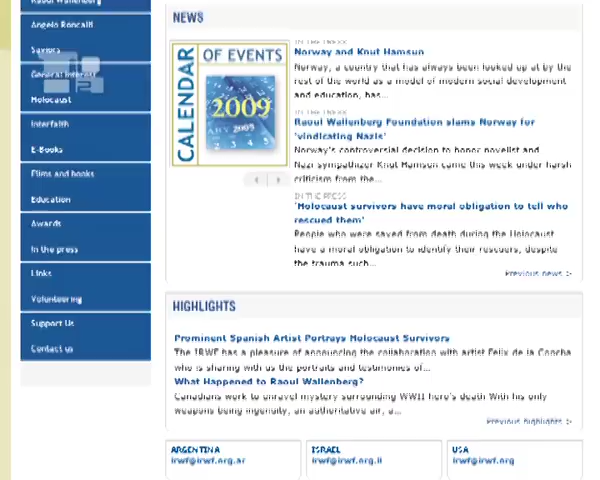 Raoul Wallenberg
Angelo Roncalli
Saviors
General interest
Holocaust
Interfaith
E-Books
Films and books
Education
Awards
In the press
Links
Volunteering
Support Us
Contact us
NEWS
CALENDAR
OF EVENTS
2009
IN THE PRESS
Norway and Knut Hamsun
Norway, a country that has always been looked up at by the
rest of the world as a model of modern social development
and education, has...
IN THE PRESS
Raoul Wallenberg Foundation slams Norway for
'vindicating Nazis'
Norway's controversial decision to honor novelist and
Nazi sympathizer Knut Hamsun came this week under harsh
criticism from the...
IN THE PRESS
'Holocaust survivors have moral obligation to tell who
rescued them'
People who were saved from death during the Holocaust
have a moral obligation to identify their rescuers, despite
the trauma such...
Previous news >
HIGHLIGHTS
Prominent Spanish Artist Portrays Holocaust Survivors
The IRWF has a pleasure of announcing the collaboration with artist Felix de la Concha
who is sharing with us the portraits and testimonies of...
What Happened to Raoul Wallenberg?
Canadians work to unravel mystery surrounding WWII hero's death With his only
weapons being ingenuity, an authoritative air, a...
Previous highlights >
ARGENTINA
irwf@irwf.org.ar
ISRAEL
irwf@irwf.org.il
USA
irwf@irwf.org